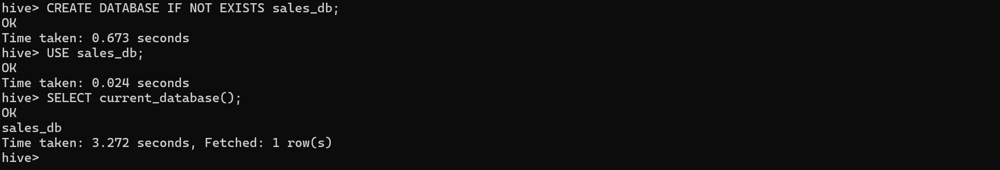 hive> CREATE DATABASE IF NOT EXISTS sales_db;
OK
Time taken: 0.673 seconds
hive> USE sales_db;
OK
Time taken: 0.024 seconds
hive> SELECT current_database();
OK
sales_db
Time taken: 3.272 seconds, Fetched: 1 row(s)
hive>